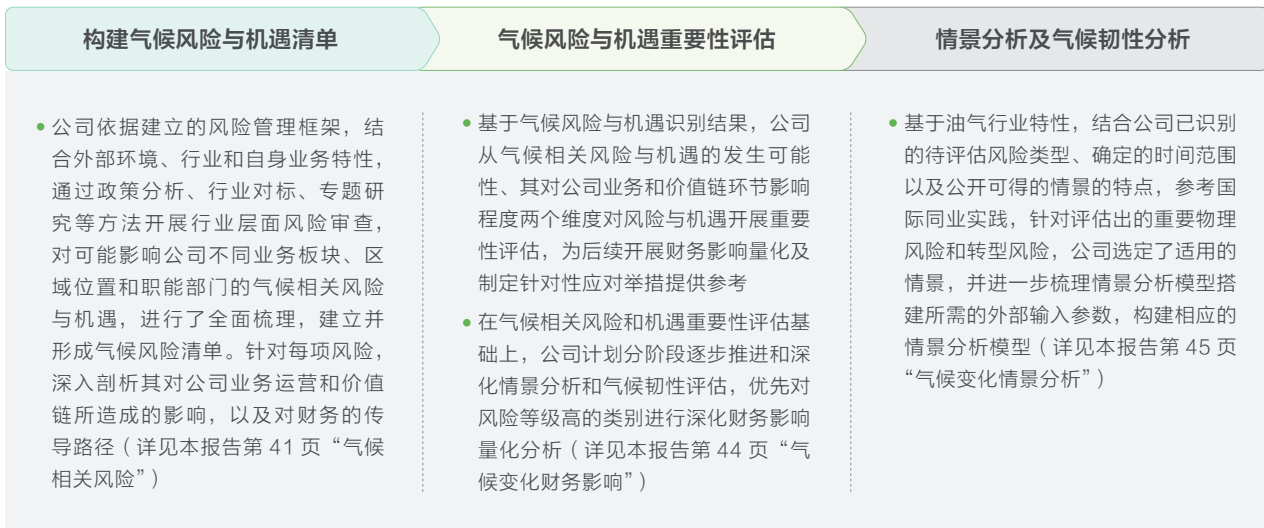 构建气候风险与机遇清单
气候风险与机遇重要性评估
情景分析及气候韧性分析
• 公司依据建立的风险管理框架，结
合外部环境、行业和自身业务特性，
通过政策分析、行业对标、专题研
究等方法开展行业层面风险审查，
对可能影响公司不同业务板块、区
域位置和职能部门的气候相关风险
与机遇，进行了全面梳理，建立并
形成气候风险清单。针对每项风险，
深入剖析其对公司业务运营和价值
链所造成的影响，以及对财务的传
导路径（详见本报告第 41 页“气候
相关风险”）
• 基于气候风险与机遇识别结果，公司
从气候相关风险与机遇的发生可能
性、其对公司业务和价值链环节影响
程度两个维度对风险与机遇开展重要
性评估，为后续开展财务影响量化及
制定针对性应对举措提供参考
• 在气候相关风险和机遇重要性评估基
础上，公司计划分阶段逐步推进和深
化情景分析和气候韧性评估，优先对
风险等级高的类别进行深化财务影响
量化分析（详见本报告第 44 页“气
候变化财务影响”）
• 基于油气行业特性，结合公司已识别
的待评估风险类型、确定的时间范围
以及公开可得的情景的特点，参考国
际同业实践，针对评估出的重要物理
风险和转型风险，公司选定了适用的
情景，并进一步梳理情景分析模型搭
建所需的外部输入参数，构建相应的
情景分析模型（详见本报告第 45 页
“气候变化情景分析”）